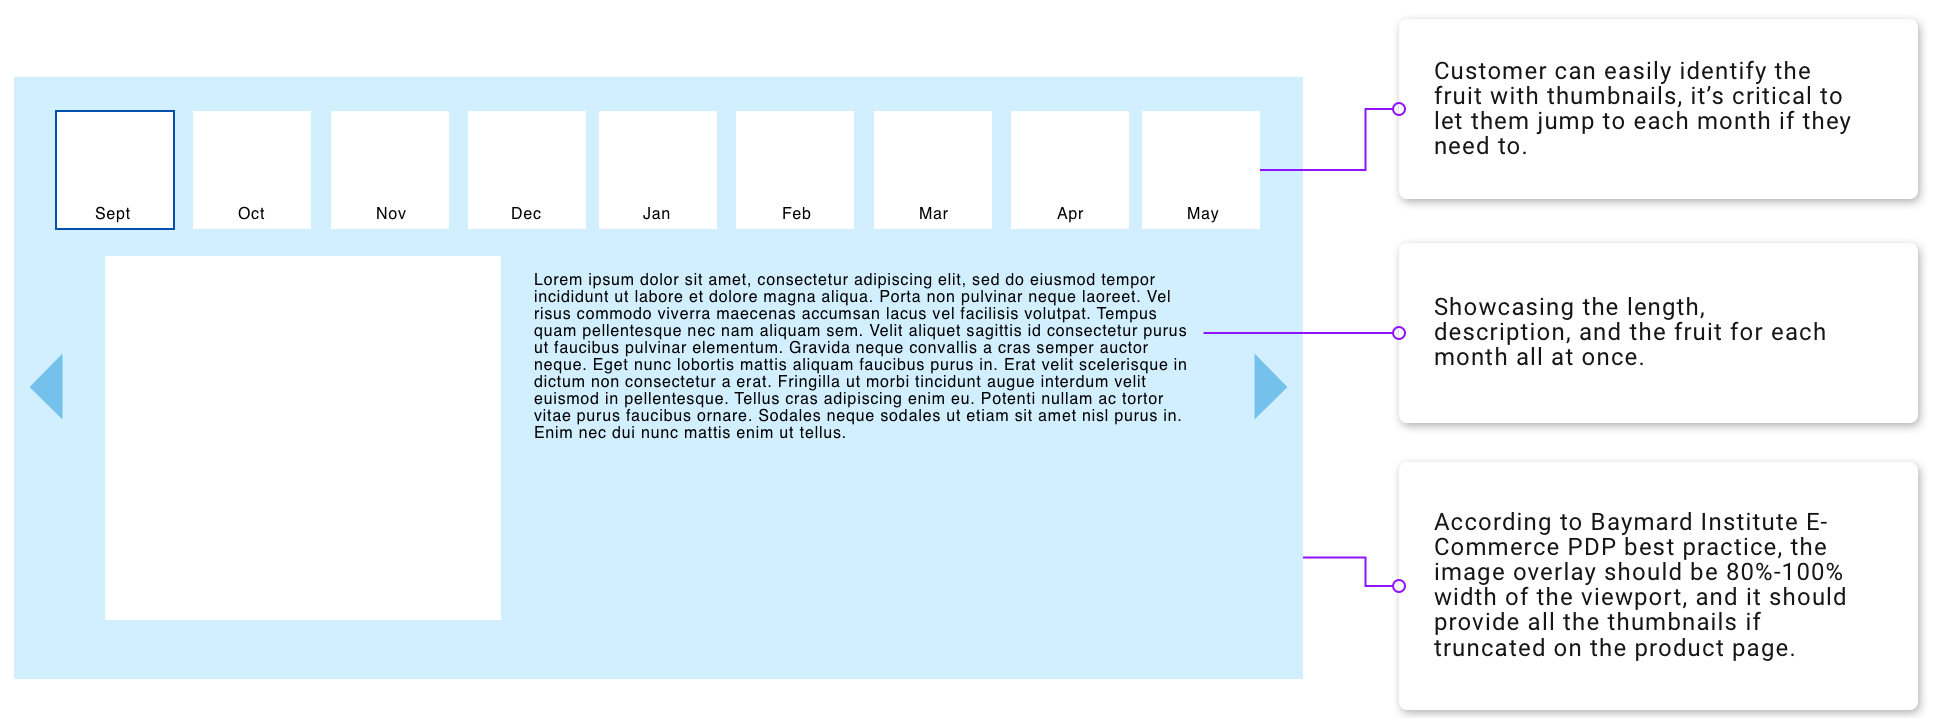 Sept
Oct
Nov
Dec
Jan
Feb
Mar
Apr
May
Lorem ipsum dolor sit amet, consectetur adipiscing elit, sed do eiusmod tempor
incididunt ut labore et dolore magna aliqua. Porta non pulvinar neque laoreet. Vel
risus commodo viverra maecenas accumsan lacus vel facilisis volutpat. Tempus
quam pellentesque nec nam aliquam sem. Velit aliquet sagittis id consectetur purus
ut faucibus pulvinar elementum. Gravida neque convallis a cras semper auctor
neque. Eget nunc lobortis mattis aliquam faucibus purus in. Erat velit scelerisque in
dictum non consectetur a erat. Fringilla ut morbi tincidunt augue interdum velit
euismod in pellentesque. Tellus cras adipiscing enim eu. Potenti nullam ac tortor
vitae purus faucibus ornare. Sodales neque sodales ut etiam sit amet nisl purus in.
Enim nec dui nunc mattis enim ut tellus.
Customer can easily identify the
fruit with thumbnails, it’s critical to
let them jump to each month if they
need to.
Showcasing the length,
description, and the fruit for each
month all at once.
According to Baymard Institute E-
Commerce PDP best practice, the
image overlay should be 80%-100%
width of the viewport, and it should
provide all the thumbnails if
truncated on the product page.